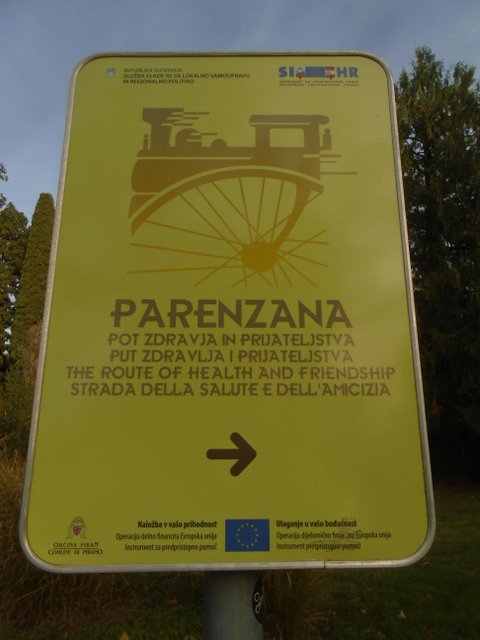 REPUBLIKA SLOVENIJA
SLUŽBA VLADE RS ZA LOKALNO SAMOUPRAVO
IN REGIONALNO POLITIKO
SI HR
PARENZANA
POT ZDRAVJA IN PRIJATELJSTVA
PUT ZDRAVLJA I PRIJATELJSTVA
THE ROUTE OF HEALTH AND FRIENDSHIP
STRADA DELLA SALUTE E DELL'AMICIZIA
OBČINA PIRAN
COMUNE DI PIRANO
Naložba v vašo prihodnost
Operacijo delno financira Evropska unija
Instrument za predpristopno pomoč
Ulaganje u vašu budućnost
Operaciju djelomično financira Europska unija
Instrument pretpristupne pomoći